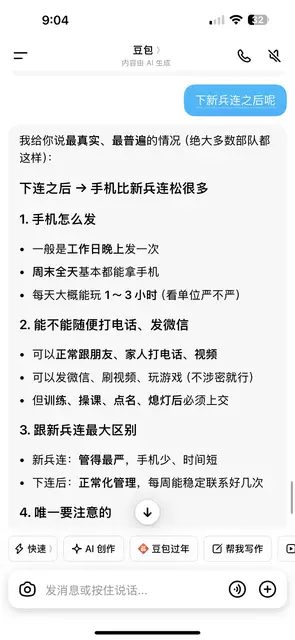 9:04
32
豆包
内容由 AI 生成
下新兵连之后呢
我给你说最真实、最普遍的情况 (绝大多数部队都
这样)：
下连之后 → 手机比新兵连松很多
1. 手机怎么发
• 一般是工作日晚上发一次
• 周末全天基本都能拿手机
• 每天大概能玩 1～3 小时 (看单位严不严)
2. 能不能随便打电话、发微信
• 可以正常跟朋友、家人打电话、视频
• 可以发微信、刷视频、玩游戏 (不涉密就行)
• 但训练、操课、点名、熄灯后必须上交
3. 跟新兵连最大区别
• 新兵连：管得最严，手机少、时间短
• 下连后：正常化管理，每周能稳定联系好几次
4. 唯一要注意的
快速
AI 创作
豆包过年
帮我写作
发消息或按住说话...